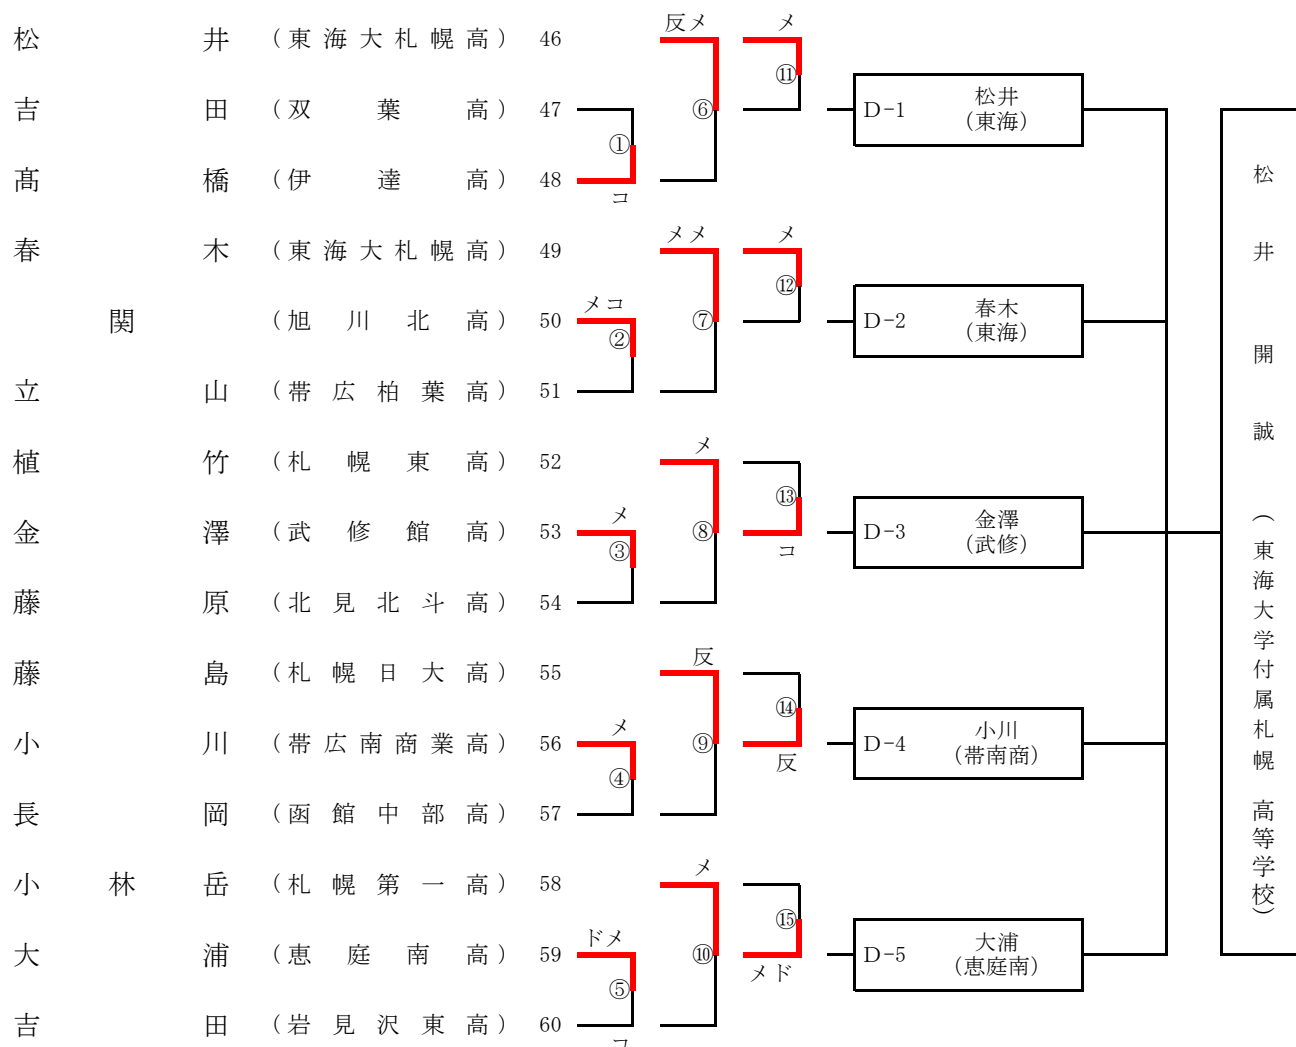 松井 (東海大札幌高) 46
吉田 (双葉高) 47
髙橋 (伊達高) 48
春木 (東海大札幌高) 49
関 (旭川北高) 50
立山 (帯広柏葉高) 51
植竹 (札幌東高) 52
金澤 (武修館高) 53
藤原 (北見北斗高) 54
藤島 (札幌日大高) 55
小川 (帯広南商業高) 56
長岡 (函館中部高) 57
小林岳 (札幌第一高) 58
大浦 (恵庭南高) 59
吉田 (岩見沢東高) 60
①
コ
メコ
②
メ
③
メ
④
ドメ
⑤
コ
反メ
⑥
メメ
⑦
メ
⑧
反
⑨
メ
⑩
メ
⑪
メ
⑫
⑬
コ
⑭
反
⑮
メド
D-1 松井
(東海)
D-2 春木
(東海)
D-3 金澤
(武修)
D-4 小川
(帯南商)
D-5 大浦
(恵庭南)
松井開誠(東海大学付属札幌高等学校)